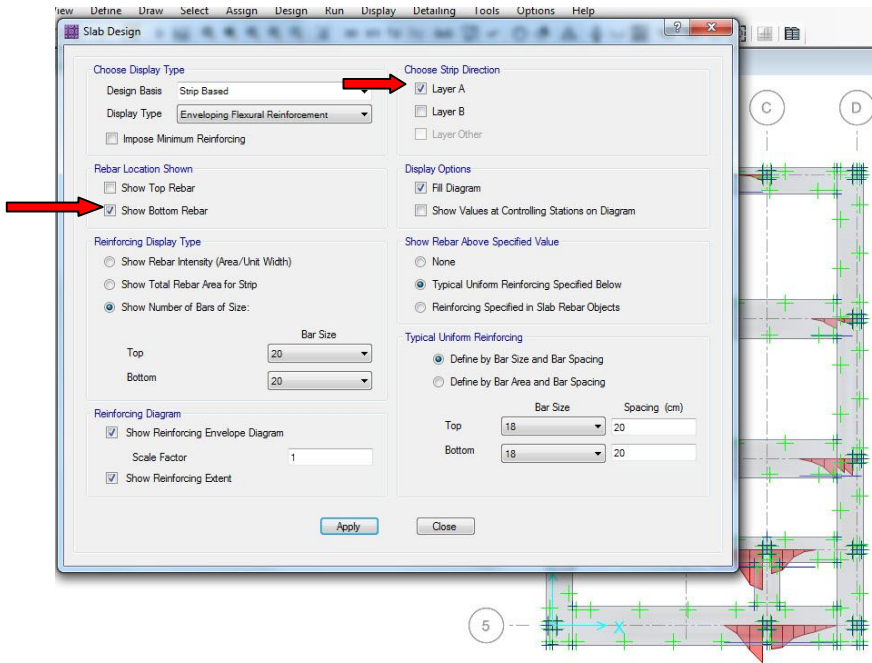 iew Define Draw Select Assign Design Run Display Detailing Tools Options Help
Slab Design
Choose Display Type
Design Basis Strip Based
Display Type Enveloping Flexural Reinforcement
Impose Minimum Reinforcing
Choose Strip Direction
Layer A
Layer B
Layer Other
Rebar Location Shown
Show Top Rebar
Show Bottom Rebar
Display Options
Fill Diagram
Show Values at Controlling Stations on Diagram
Reinforcing Display Type
Show Rebar Intensity (Area/Unit Width)
Show Total Rebar Area for Strip
Show Number of Bars of Size:
Bar Size
Top 20
Bottom 20
Show Rebar Above Specified Value
None
Typical Uniform Reinforcing Specified Below
Reinforcing Specified in Slab Rebar Objects
Typical Uniform Reinforcing
Define by Bar Size and Bar Spacing
Define by Bar Area and Bar Spacing
Bar Size Spacing (cm)
Top 18 20
Bottom 18 20
Reinforcing Diagram
Show Reinforcing Envelope Diagram
Scale Factor 1
Show Reinforcing Extent
Apply Close
C D
5
X